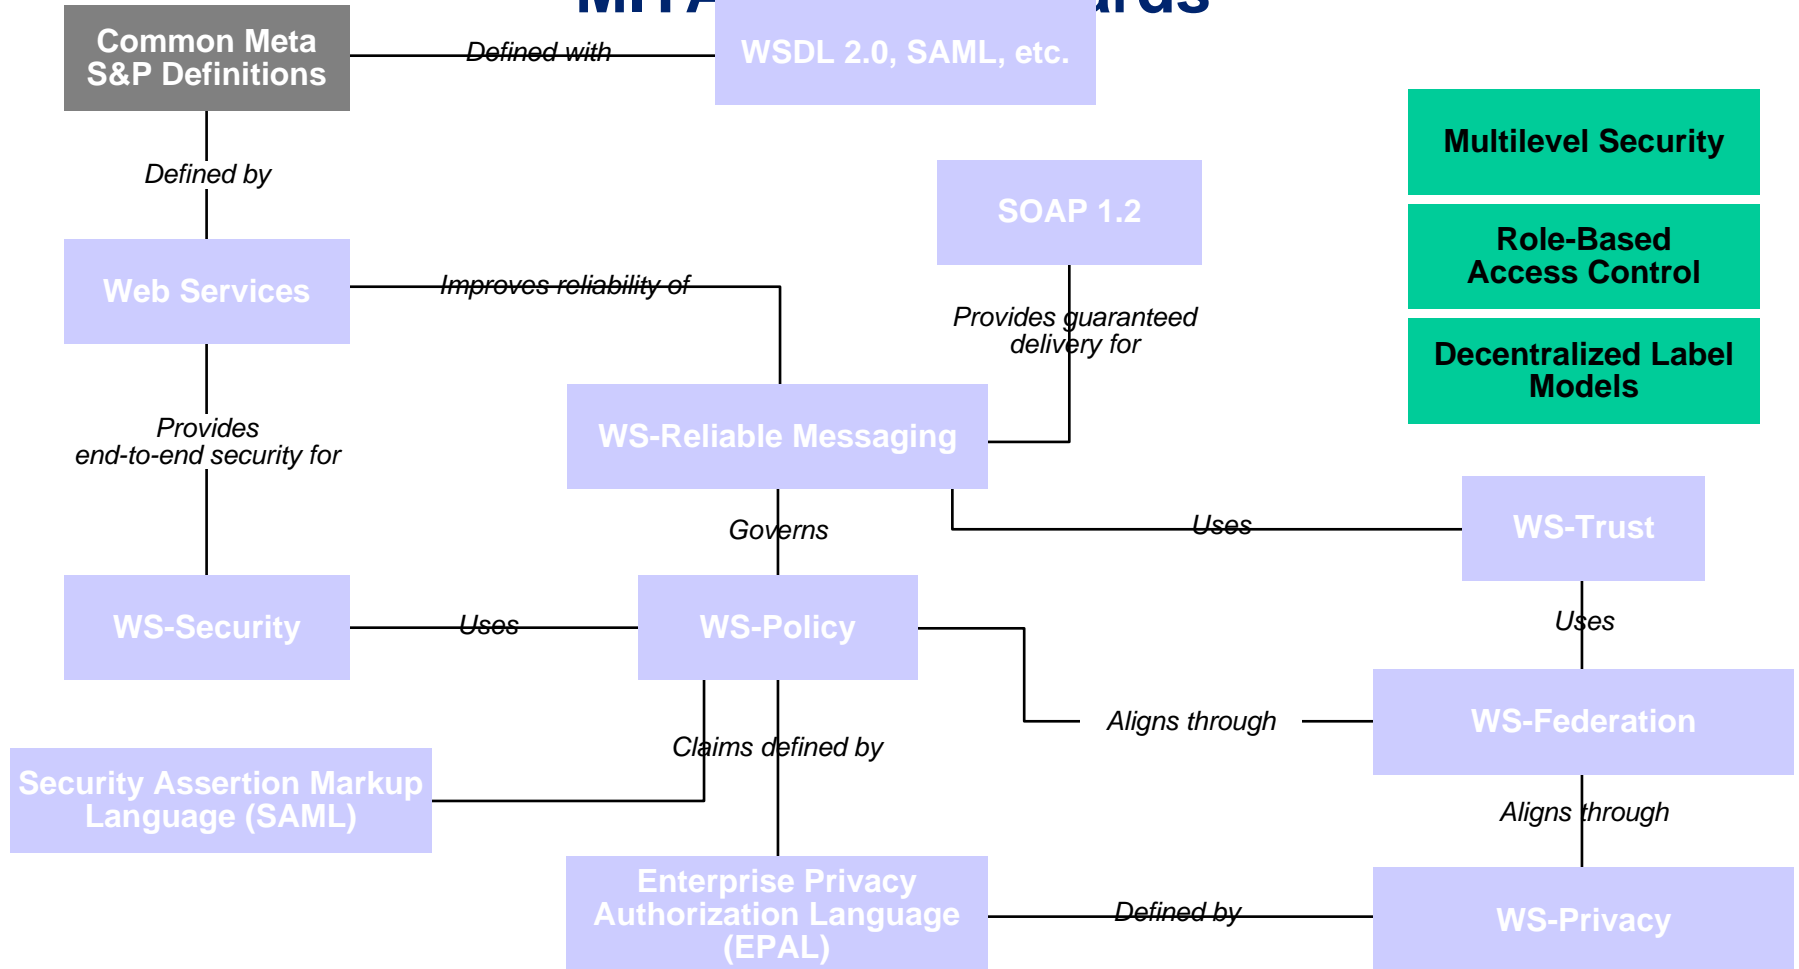 Common Meta
S&P Definitions
Defined with
WSDL 2.0, SAML, etc.
Multilevel Security
Defined by
SOAP 1.2
Role-Based
Access Control
Web Services
Improves reliability of
Provides guaranteed
delivery for
Decentralized Label
Models
Provides
end-to-end security for
WS-Reliable Messaging
Governs
Uses
WS-Trust
WS-Security
Uses
WS-Policy
Uses
Aligns through
WS-Federation
Claims defined by
Security Assertion Markup
Language (SAML)
Aligns through
Enterprise Privacy
Authorization Language
(EPAL)
Defined by
WS-Privacy